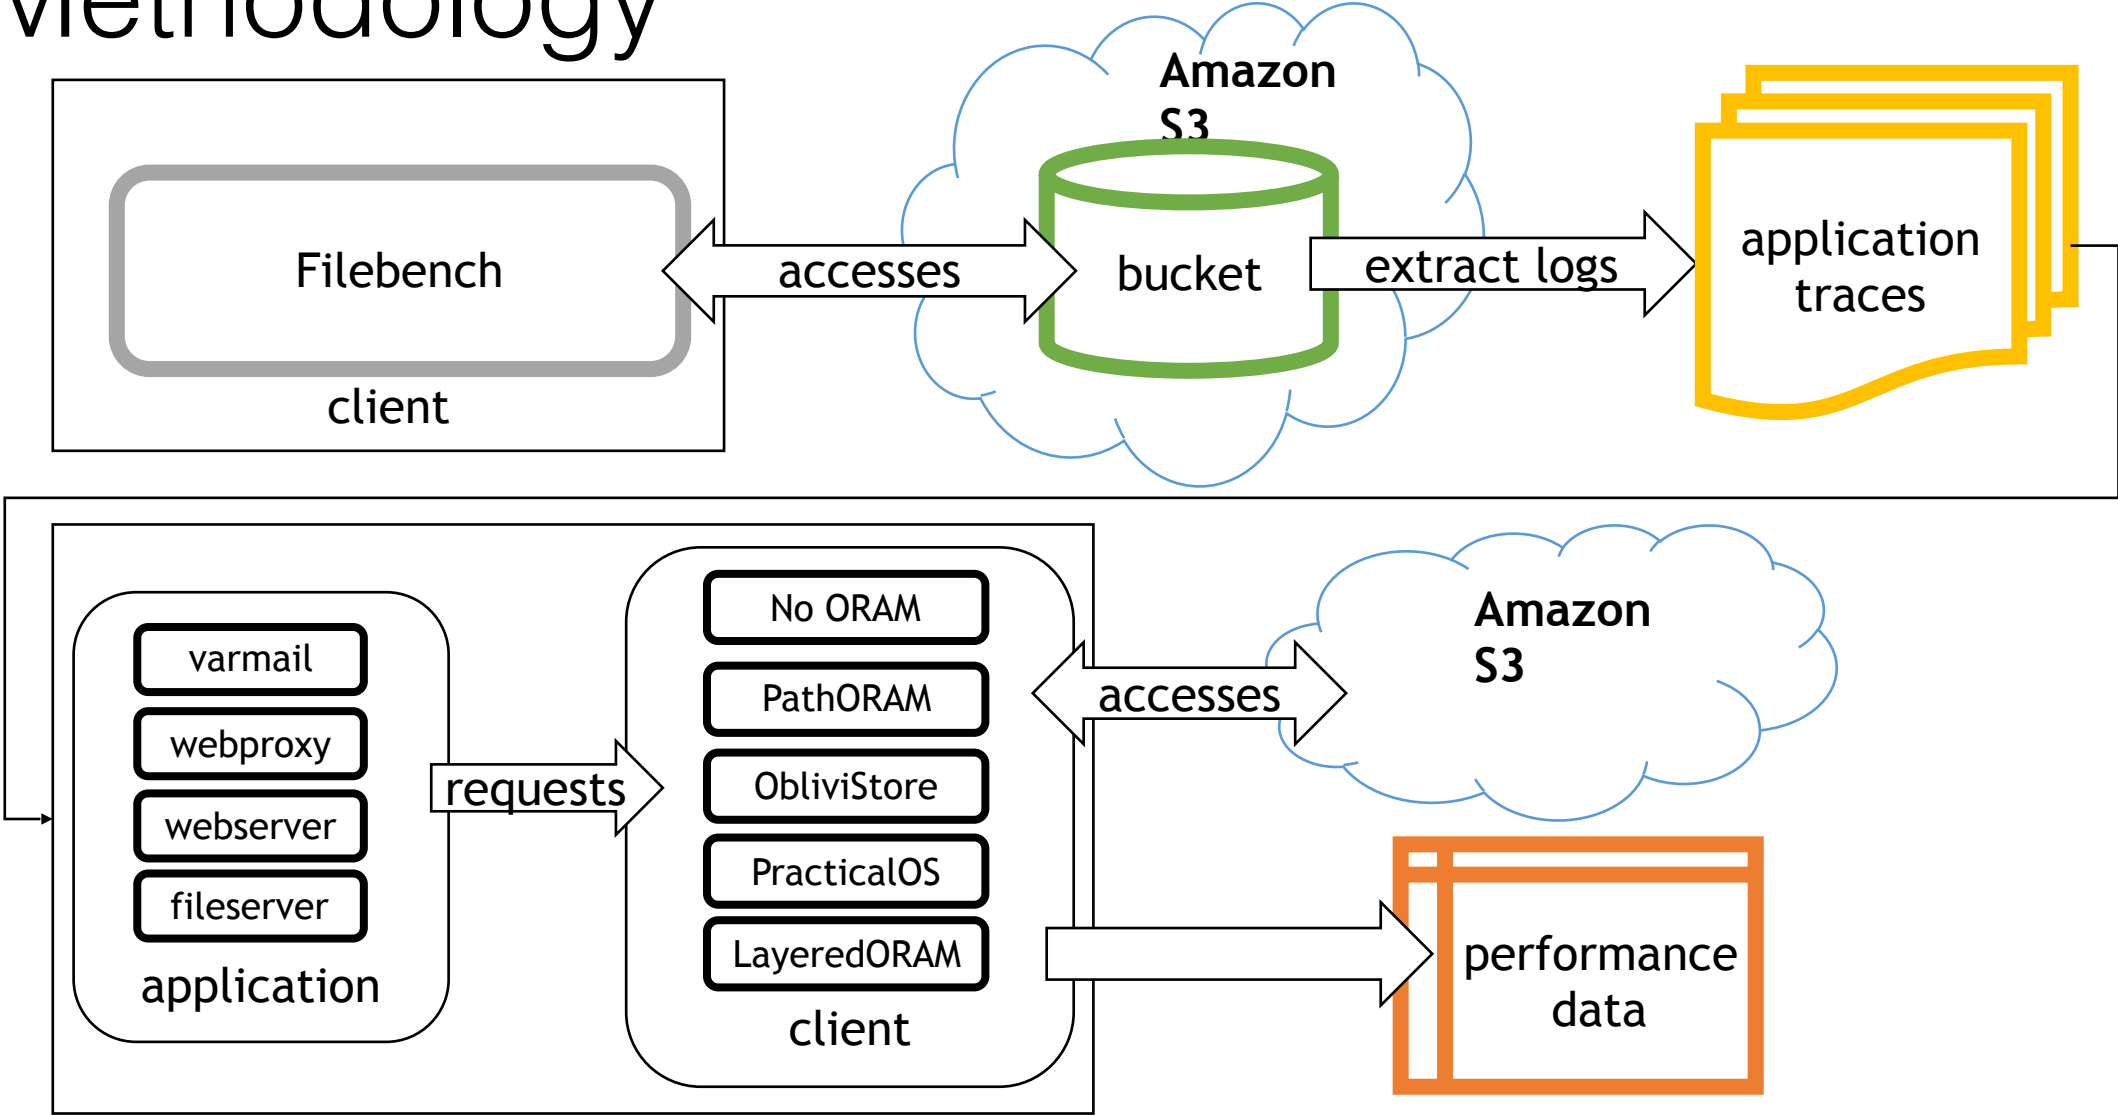 Methodology
Amazon
S3
Filebench
accesses
bucket
extract logs
application
traces
client
No ORAM
varmail
PathORAM
Amazon
S3
accesses
webproxy
requests
ObliviStore
webserver
PracticalOS
fileserver
LayeredORAM
performance
data
application
client